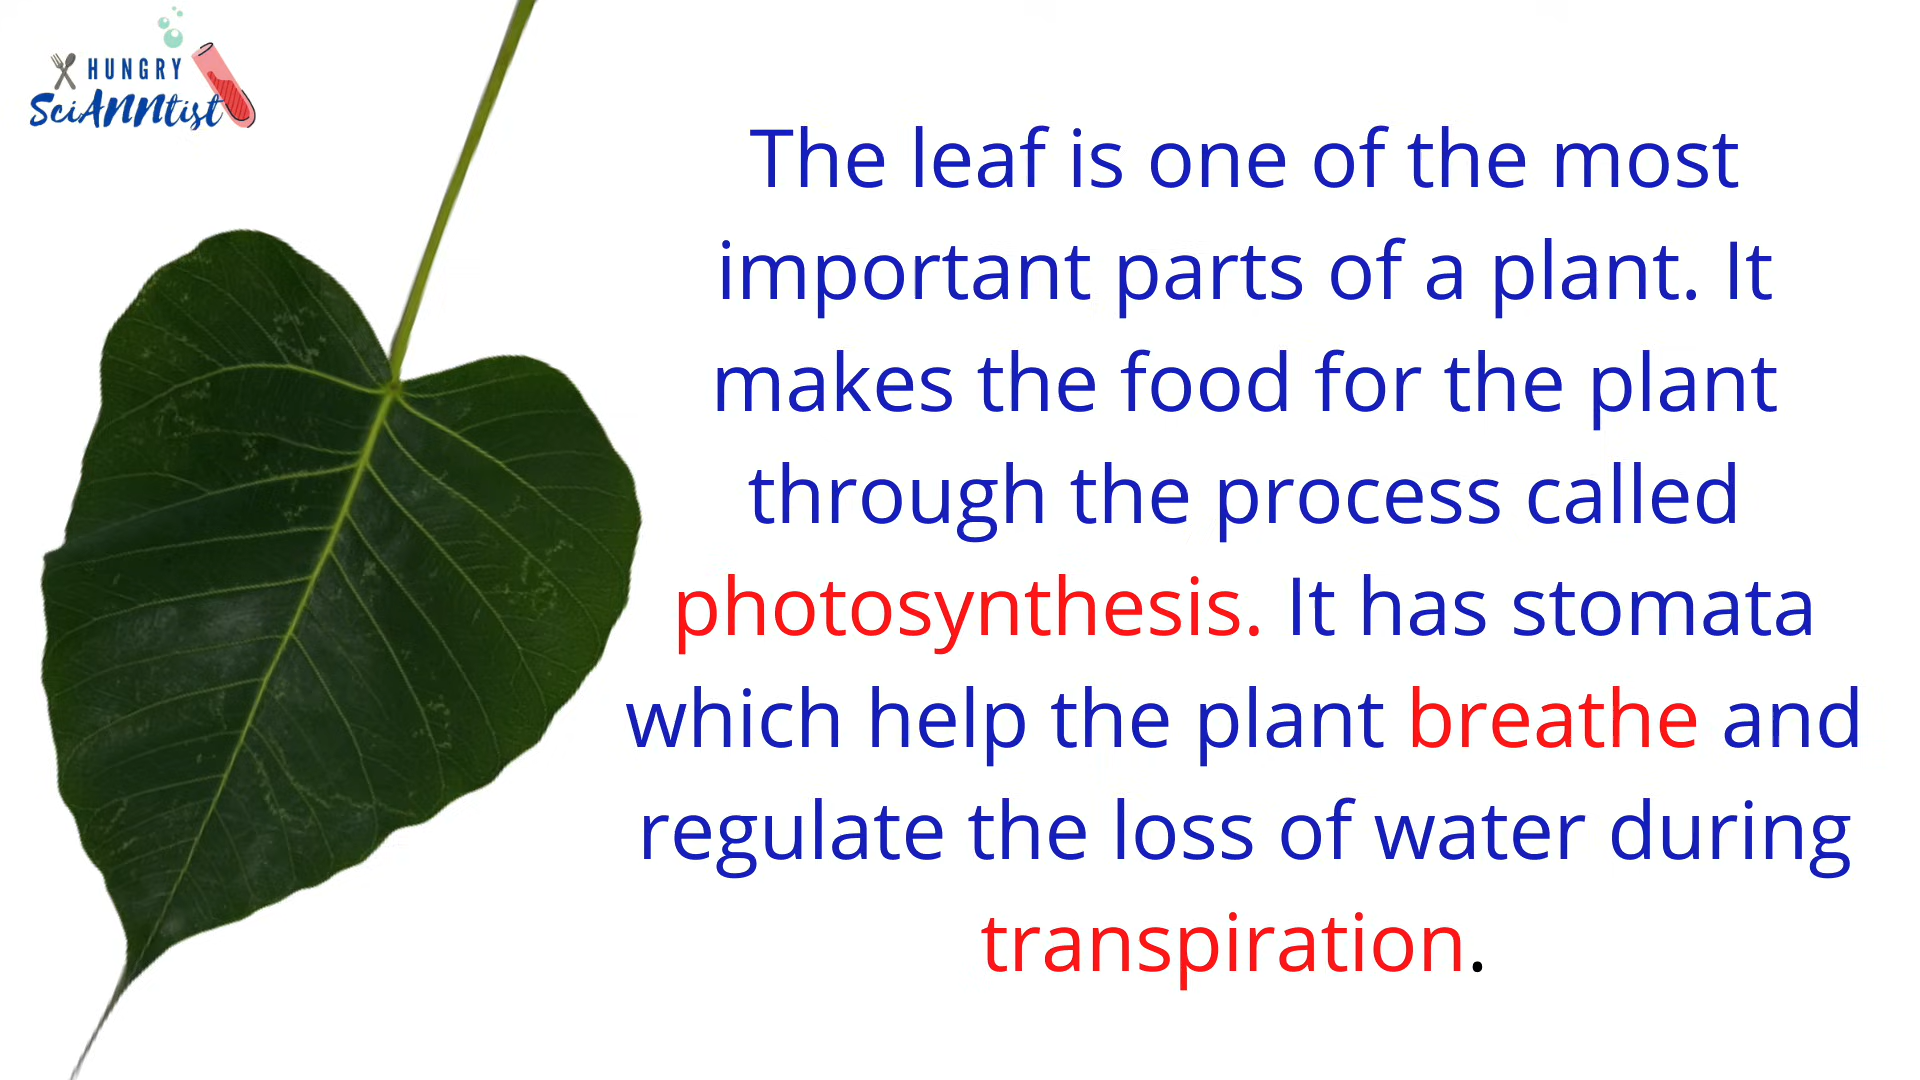 HUNGRY
SciANNtist
The leaf is one of the most
important parts of a plant. It
makes the food for the plant
through the process called
photosynthesis. It has stomata
which help the plant breathe and
regulate the loss of water during
transpiration.